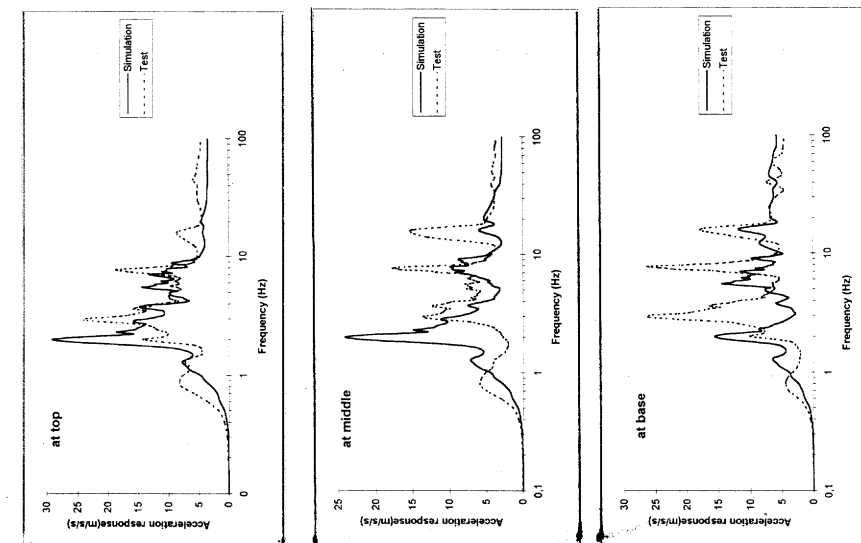 at top
Simulation
Test
Acceleration response(m/s/s)
30
25
20
15
10
5
0
0
1
10
100
Frequency (Hz)
at middle
Simulation
Test
Acceleration response(m/s/s)
25
20
15
10
5
0
0,1
1
10
100
Frequency (Hz)
at base
Simulation
Test
Acceleration response(m/s/s)
30
25
20
15
10
5
0
0,1
1
10
100
Frequency (Hz)